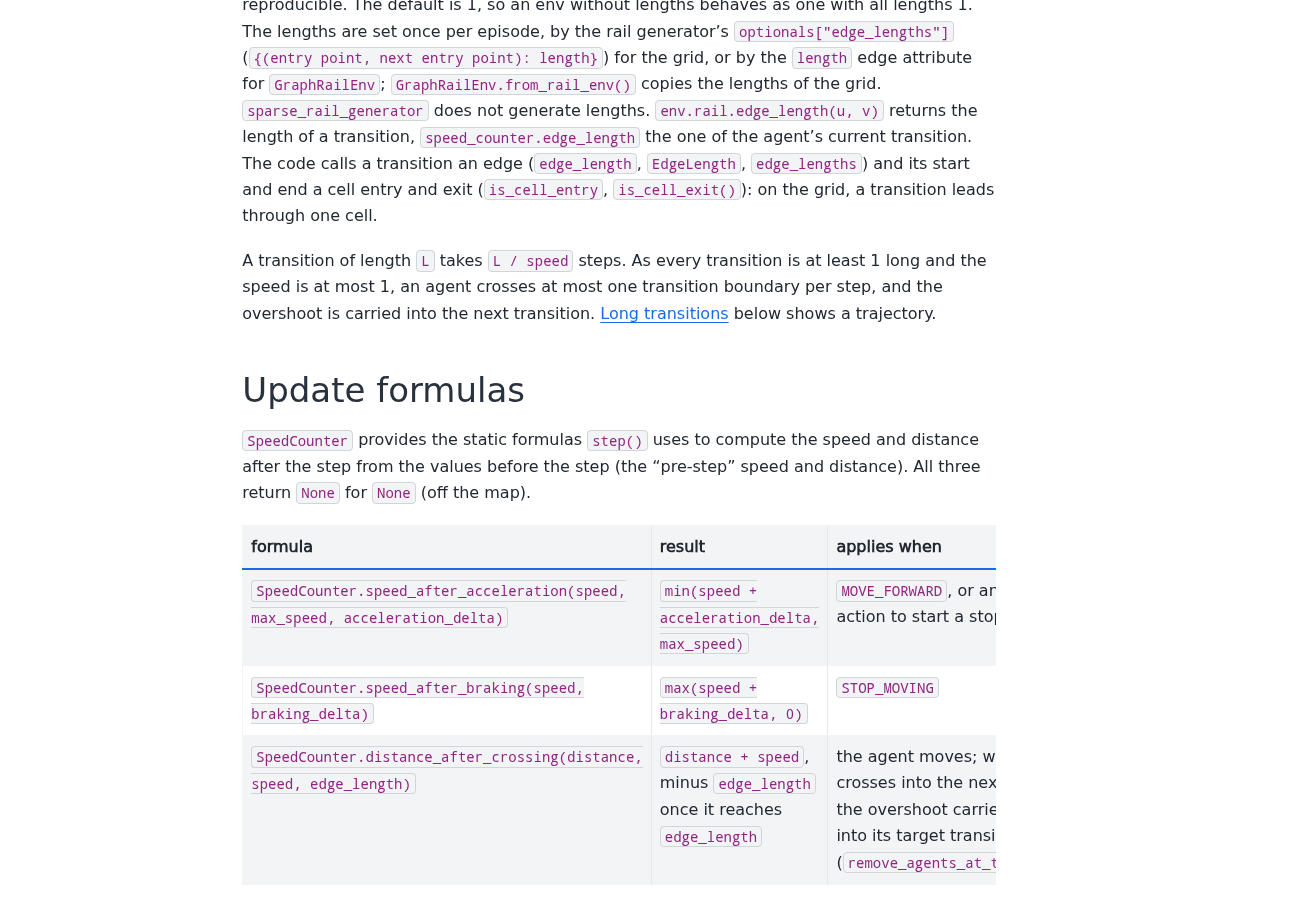 reproducible. The default is 1, so an env without lengths behaves as one with all lengths 1.
The lengths are set once per episode, by the rail generator’s optionals["edge_lengths"]
({(entry point, next entry point): length}) for the grid, or by the length edge attribute
for GraphRailEnv; GraphRailEnv.from_rail_env() copies the lengths of the grid.
sparse_rail_generator does not generate lengths. env.rail.edge_length(u, v) returns the
length of a transition, speed_counter.edge_length the one of the agent’s current transition.
The code calls a transition an edge (edge_length, EdgeLength, edge_lengths) and its start
and end a cell entry and exit (is_cell_entry, is_cell_exit()): on the grid, a transition leads
through one cell.
A transition of length L takes L / speed steps. As every transition is at least 1 long and the
speed is at most 1, an agent crosses at most one transition boundary per step, and the
overshoot is carried into the next transition. Long transitions below shows a trajectory.
Update formulas
SpeedCounter provides the static formulas step() uses to compute the speed and distance
after the step from the values before the step (the “pre-step” speed and distance). All three
return None for None (off the map).
formula result applies when
SpeedCounter.speed_after_acceleration(speed,
max_speed, acceleration_delta)
min(speed +
acceleration_delta,
max_speed)
MOVE_FORWARD, or
action to start a
SpeedCounter.speed_after_braking(speed,
braking_delta)
max(speed +
braking_delta, 0)
STOP_MOVING
SpeedCounter.distance_after_crossing(distance,
speed, edge_length)
distance + speed,
minus edge_length
once it reaches
edge_length
the agent moves;
crosses into the
the overshoot
into its target
(